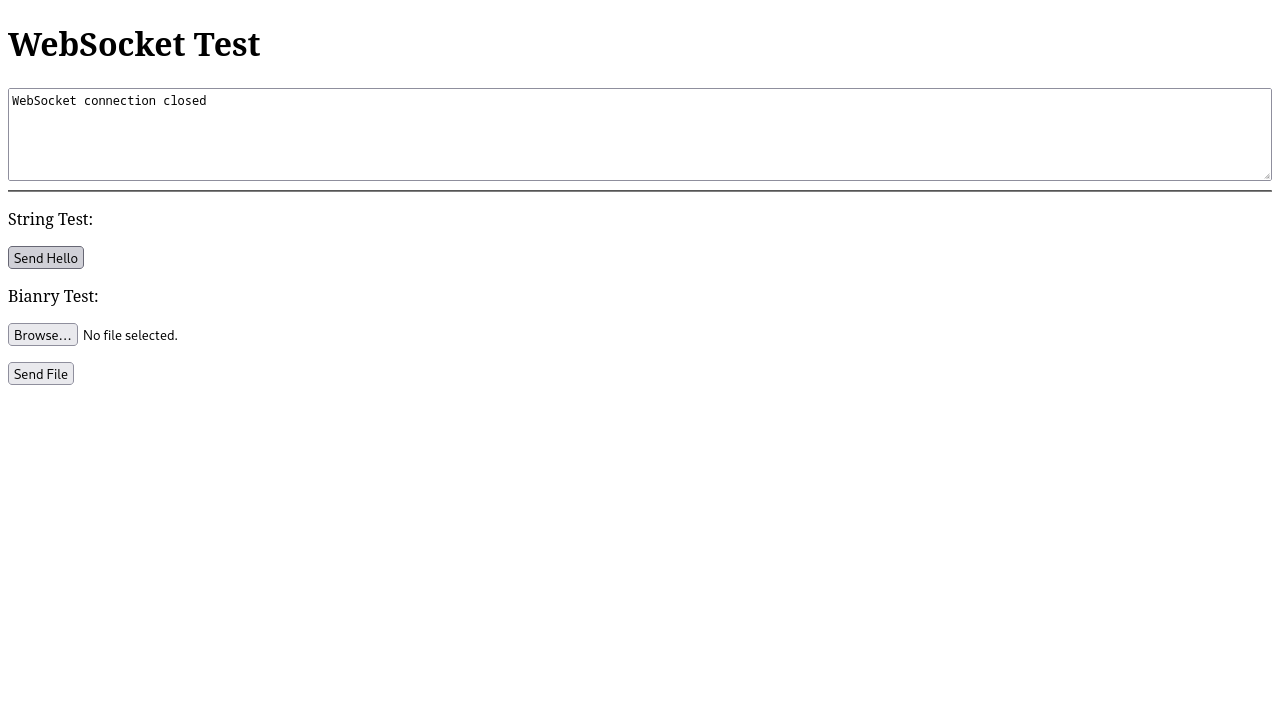 WebSocket Test
WebSocket connection closed
String Test:
Send Hello
Bianry Test:
Browse... No file selected.
Send File